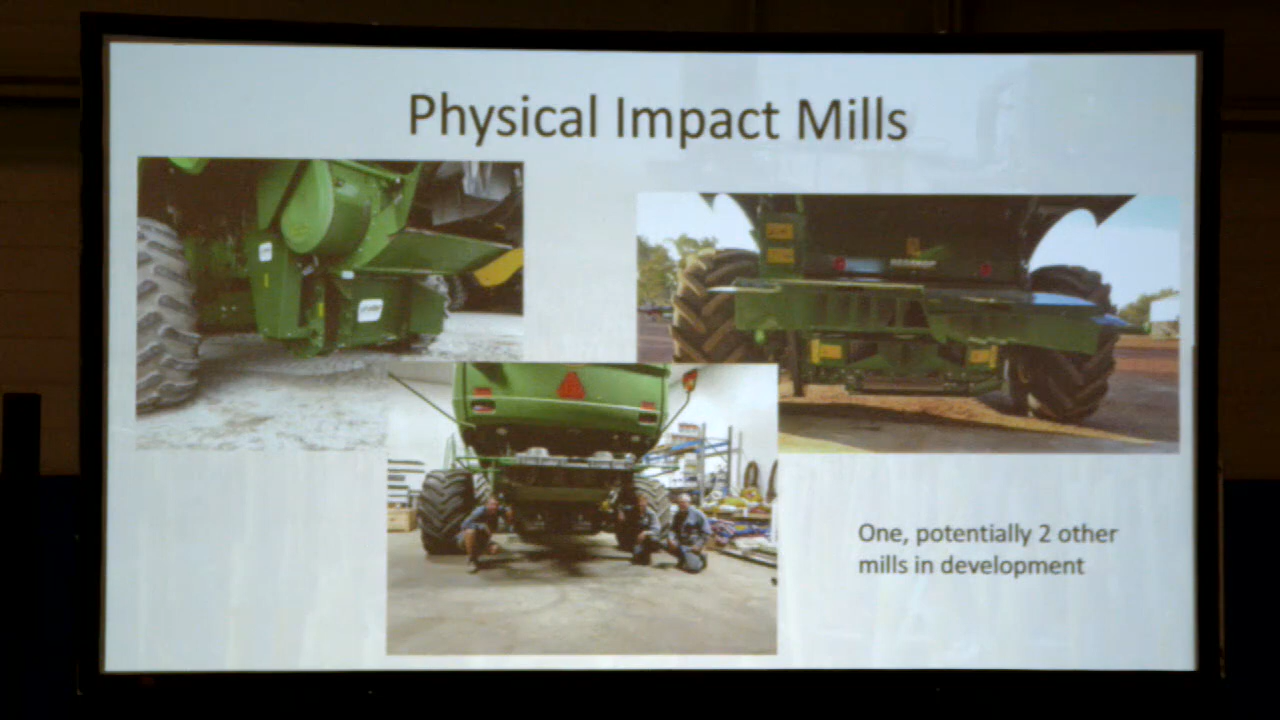 Physical Impact Mills
One, potentially 2 other
mills in development